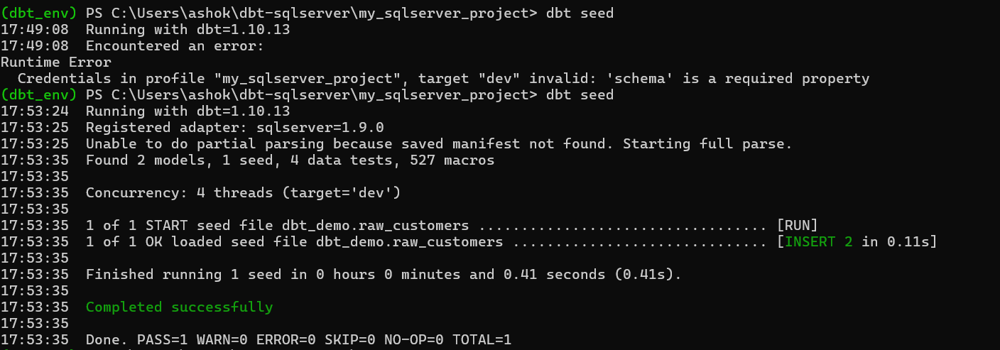 (dbt_env) PS C:\Users\ashok\dbt-sqlserver\my_sqlserver_project> dbt seed
17:49:08  Running with dbt=1.10.13
17:49:08  Encountered an error:
Runtime Error
  Credentials in profile "my_sqlserver_project", target "dev" invalid: 'schema' is a required property
(dbt_env) PS C:\Users\ashok\dbt-sqlserver\my_sqlserver_project> dbt seed
17:53:24  Running with dbt=1.10.13
17:53:25  Registered adapter: sqlserver=1.9.0
17:53:25  Unable to do partial parsing because saved manifest not found. Starting full parse.
17:53:35  Found 2 models, 1 seed, 4 data tests, 527 macros
17:53:35
17:53:35  Concurrency: 4 threads (target='dev')
17:53:35
17:53:35  1 of 1 START seed file dbt_demo.raw_customers .................................. [RUN]
17:53:35  1 of 1 OK loaded seed file dbt_demo.raw_customers .............................. [INSERT 2 in 0.11s]
17:53:35
17:53:35  Finished running 1 seed in 0 hours 0 minutes and 0.41 seconds (0.41s).
17:53:35
17:53:35  Completed successfully
17:53:35
17:53:35  Done. PASS=1 WARN=0 ERROR=0 SKIP=0 NO-OP=0 TOTAL=1